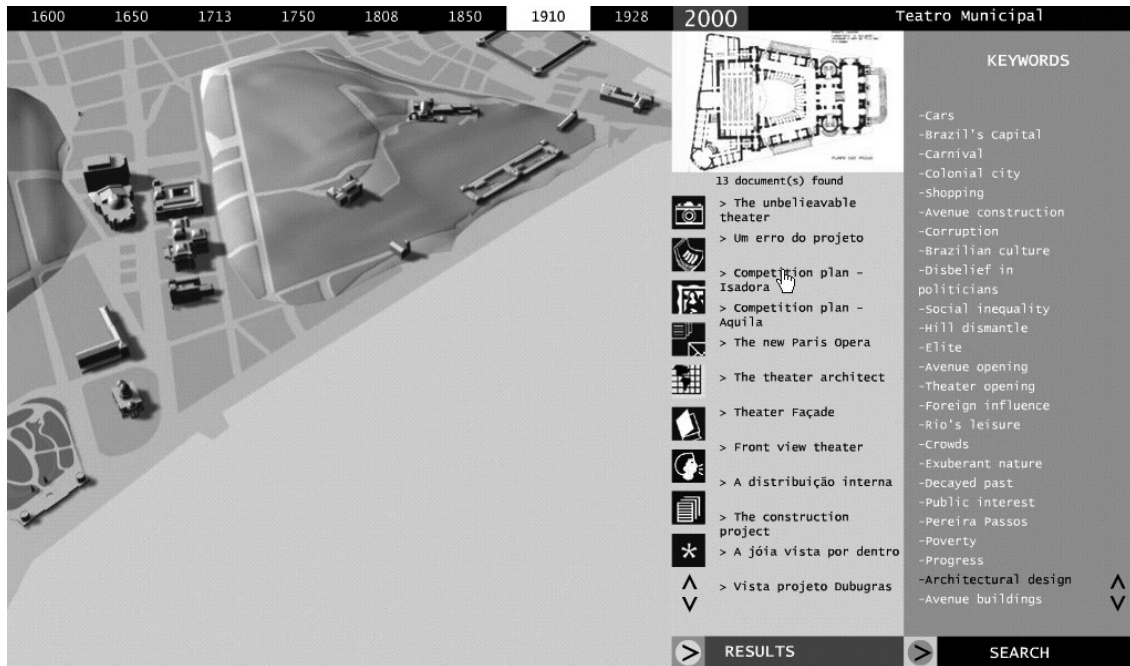 1600 1650 1713 1750 1808 1850 1910 1928 2000 Teatro Municipal
13 document(s) found
> The unbelieavable
theater
> Um erro do projeto
> Competition plan -
Isadora
> Competition plan -
Aquila
> The new Paris Opera
> The theater architect
> Theater Façade
> Front view theater
> A distribuição interna
> The construction
project
> A jóia vista por dentro
> Vista projeto Dubugras
> RESULTS
KEYWORDS
-Cars
-Brazil's Capital
-Carnival
-Colonial city
-Shopping
-Avenue construction
-Corruption
-Brazilian culture
-Disbelief in
politicians
-Social inequality
-Hill dismantle
-Elite
-Avenue opening
-Theater opening
-Foreign influence
-Rio's leisure
-Crowds
-Exuberant nature
-Decayed past
-Public interest
-Pereira Passos
-Poverty
-Progress
-Architectural design
-Avenue buildings
> SEARCH